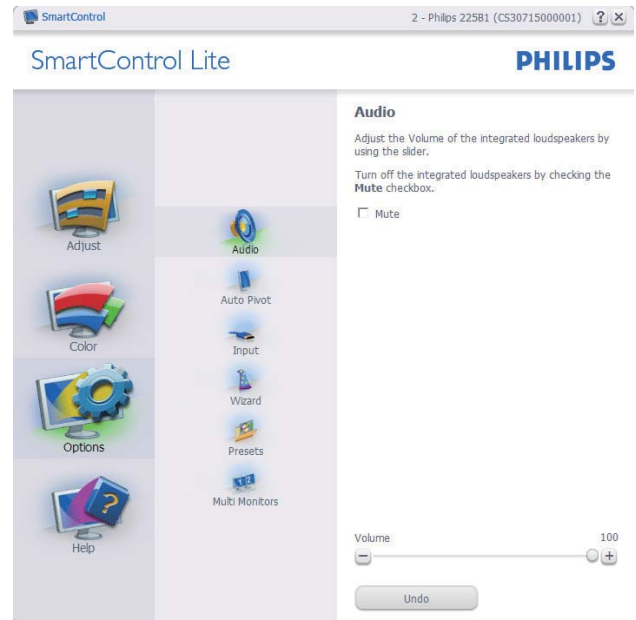 SmartControl
2 - Philips 225B1 (CS30715000001)
? ×
SmartControl Lite
PHILIPS
Adjust
Color
Options
?
Help
Audio
Auto Pivot
Input
Wizard
Presets
1 2
Multi Monitors
Audio
Adjust the Volume of the integrated loudspeakers by
using the slider.
Turn off the integrated loudspeakers by checking the
Mute checkbox.
Mute
Volume 100
− +
Undo